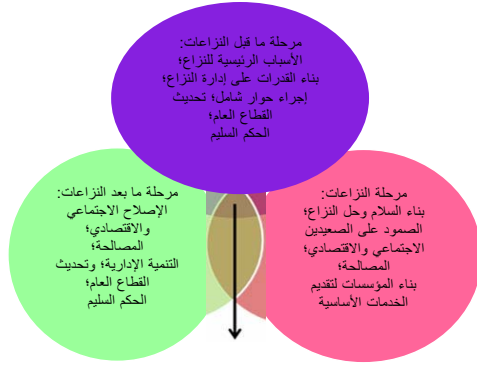 مرحلة ما قبل النزاعات:
الأسباب الرئيسية للنزاع؛
بناء القدرات على إدارة النزاع؛
إجراء حوار شامل؛ تحديث
القطاع العام؛
الحكم السليم
مرحلة النزاعات:
بناء السلام وحل النزاع؛
الصمود على الصعيدين
الاجتماعي والاقتصادي؛
المصالحة؛
بناء المؤسسات لتقديم
الخدمات الأساسية
مرحلة ما بعد النزاعات:
الإصلاح الاجتماعي
والاقتصادي؛
المصالحة؛
التنمية الإدارية؛ وتحديث
القطاع العام؛
الحكم السليم